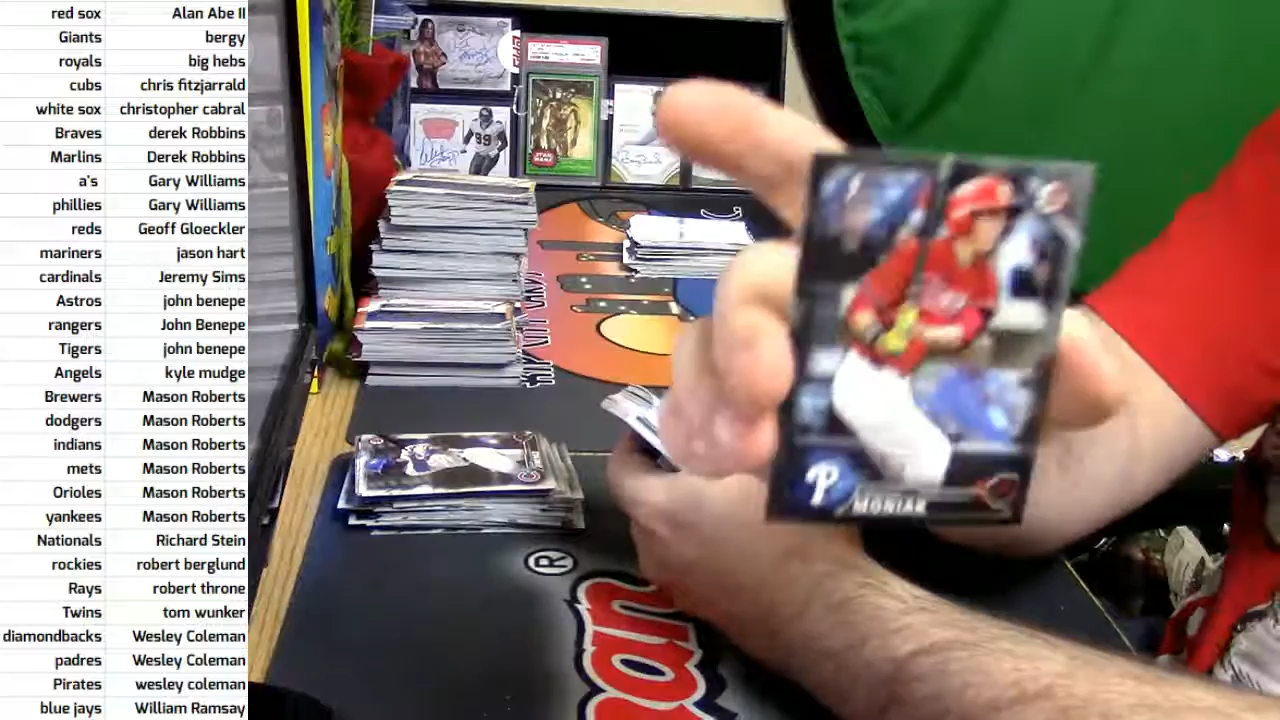 red sox Alan Abe II
Giants bergy
royals big hebs
cubs chris fitzjarrald
white sox christopher cabral
Braves derek Robbins
Marlins Derek Robbins
a's Gary Williams
phillies Gary Williams
reds Geoff Gloeckler
mariners jason hart
cardinals Jeremy Sims
Astros john benepe
rangers John Benepe
Tigers john benepe
Angels kyle mudge
Brewers Mason Roberts
dodgers Mason Roberts
indians Mason Roberts
mets Mason Roberts
Orioles Mason Roberts
yankees Mason Roberts
Nationals Richard Stein
rockies robert berglund
Rays robert throne
Twins tom wunker
diamondbacks Wesley Coleman
padres Wesley Coleman
Pirates wesley coleman
blue jays William Ramsay
STAR
WARS
99
P
MONIAK
®